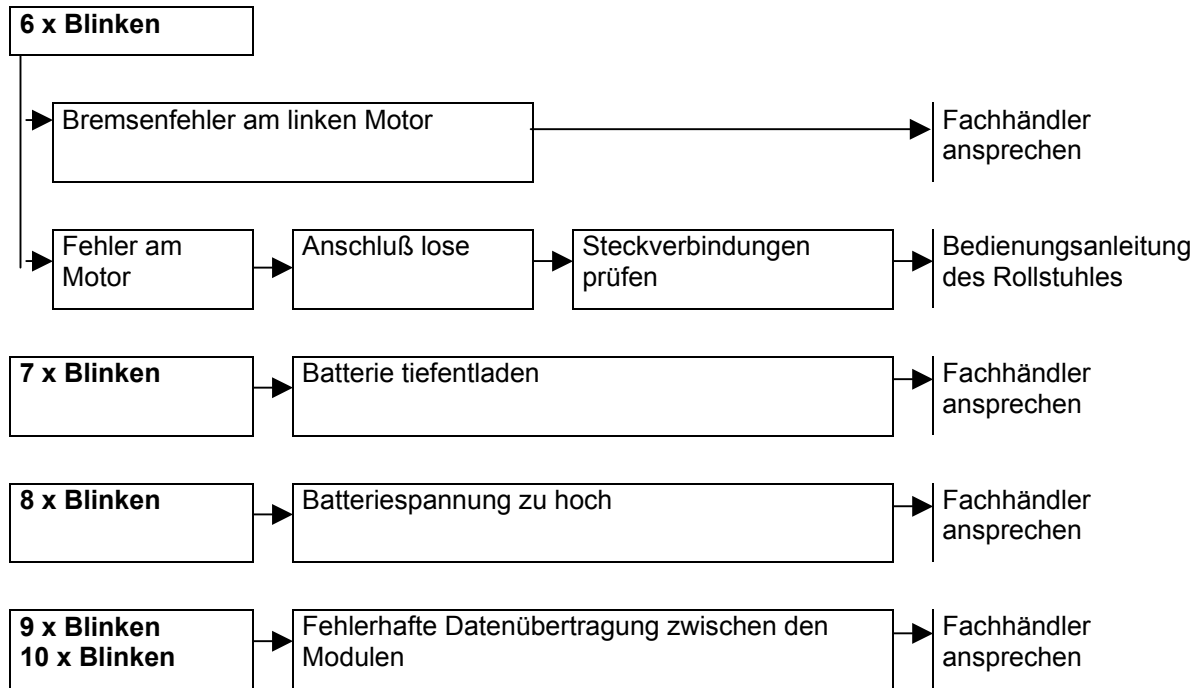 6 x Blinken
Bremsenfehler am linken Motor
Fachhändler
ansprechen
Fehler am
Motor
Anschluß lose
Steckverbindungen
prüfen
Bedienungsanleitung
des Rollstuhles
7 x Blinken
Batterie tiefentladen
Fachhändler
ansprechen
8 x Blinken
Batteriespannung zu hoch
Fachhändler
ansprechen
9 x Blinken
10 x Blinken
Fehlerhafte Datenübertragung zwischen den
Modulen
Fachhändler
ansprechen